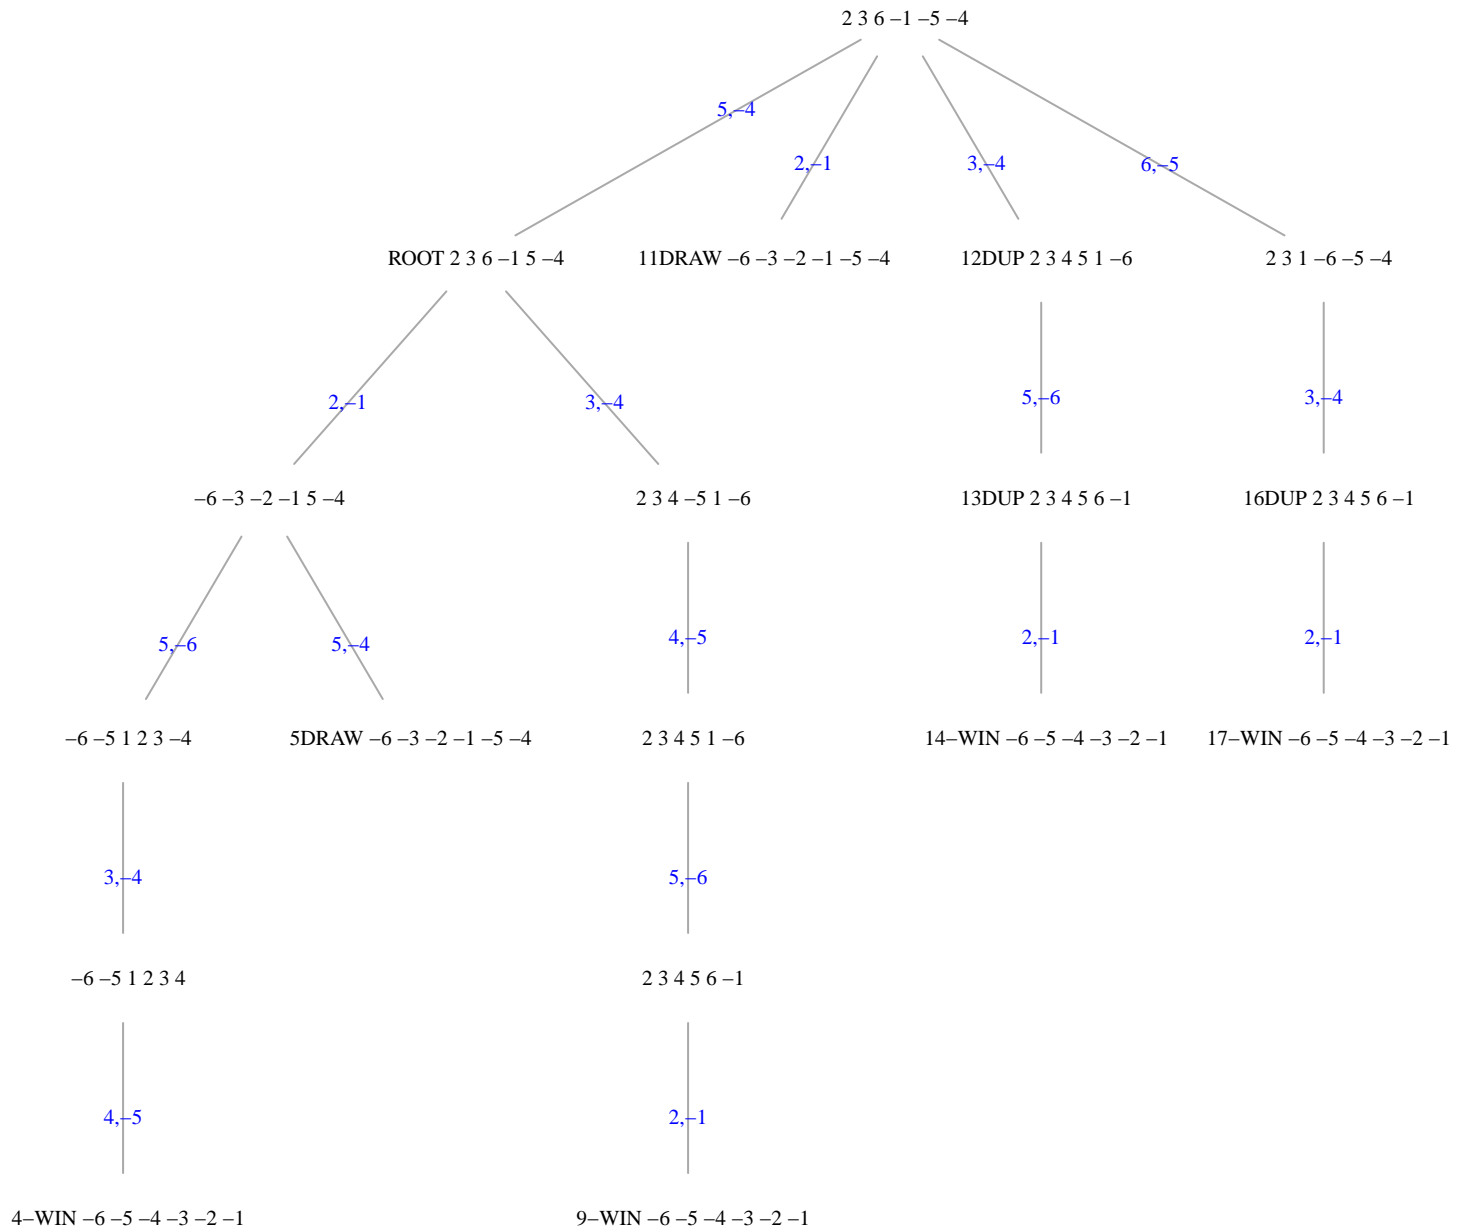 2 3 6 −1 −5 −4
5,−4
2,−1
3,−4
6,−5
ROOT 2 3 6 −1 5 −4
11DRAW −6 −3 −2 −1 −5 −4
12DUP 2 3 4 5 1 −6
2 3 1 −6 −5 −4
2,−1
3,−4
5,−6
3,−4
−6 −3 −2 −1 5 −4
2 3 4 −5 1 −6
13DUP 2 3 4 5 6 −1
16DUP 2 3 4 5 6 −1
5,−6
5,−4
4,−5
2,−1
2,−1
−6 −5 1 2 3 −4
5DRAW −6 −3 −2 −1 −5 −4
2 3 4 5 1 −6
14−WIN −6 −5 −4 −3 −2 −1
17−WIN −6 −5 −4 −3 −2 −1
3,−4
5,−6
−6 −5 1 2 3 4
2 3 4 5 6 −1
4,−5
2,−1
4−WIN −6 −5 −4 −3 −2 −1
9−WIN −6 −5 −4 −3 −2 −1